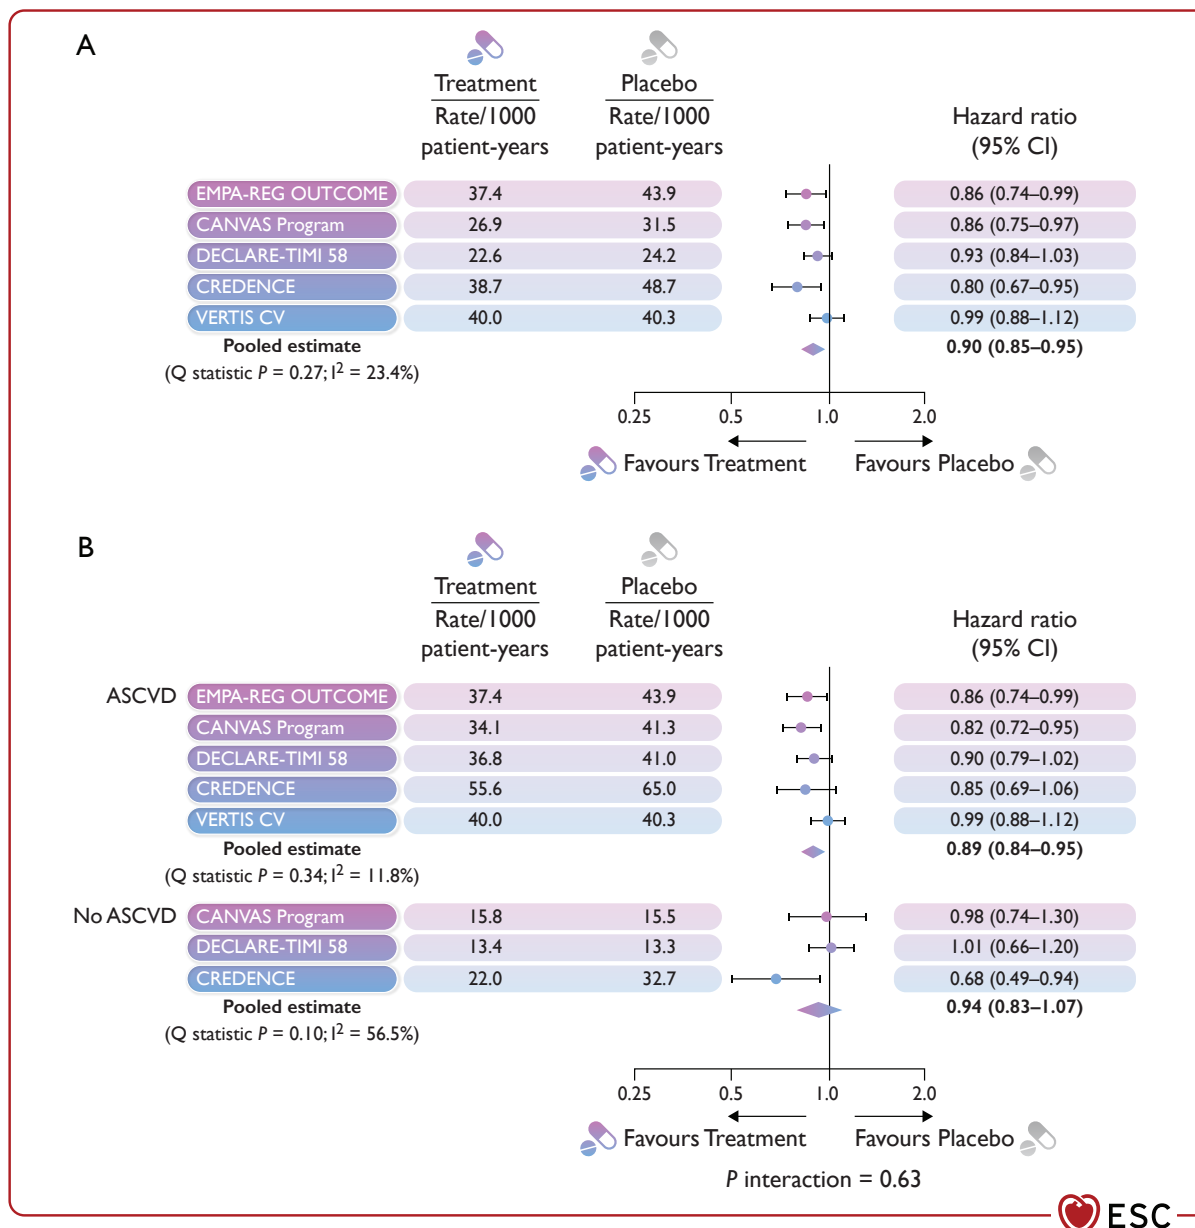 A
Treatment Placebo
Rate/1000 Rate/1000 Hazard ratio
patient-years patient-years (95% CI)
EMPA-REG OUTCOME 37.4 43.9 0.86 (0.74–0.99)
CANVAS Program 26.9 31.5 0.86 (0.75–0.97)
DECLARE-TIMI 58 22.6 24.2 0.93 (0.84–1.03)
CREDENCE 38.7 48.7 0.80 (0.67–0.95)
VERTIS CV 40.0 40.3 0.99 (0.88–1.12)
Pooled estimate 0.90 (0.85–0.95)
(Q statistic P = 0.27; I² = 23.4%)
0.25 0.5 1.0 2.0
Favours Treatment Favours Placebo
B
Treatment Placebo
Rate/1000 Rate/1000 Hazard ratio
patient-years patient-years (95% CI)
ASCVD EMPA-REG OUTCOME 37.4 43.9 0.86 (0.74–0.99)
CANVAS Program 34.1 41.3 0.82 (0.72–0.95)
DECLARE-TIMI 58 36.8 41.0 0.90 (0.79–1.02)
CREDENCE 55.6 65.0 0.85 (0.69–1.06)
VERTIS CV 40.0 40.3 0.99 (0.88–1.12)
Pooled estimate 0.89 (0.84–0.95)
(Q statistic P = 0.34; I² = 11.8%)
No ASCVD CANVAS Program 15.8 15.5 0.98 (0.74–1.30)
DECLARE-TIMI 58 13.4 13.3 1.01 (0.66–1.20)
CREDENCE 22.0 32.7 0.68 (0.49–0.94)
Pooled estimate 0.94 (0.83–1.07)
(Q statistic P = 0.10; I² = 56.5%)
0.25 0.5 1.0 2.0
Favours Treatment Favours Placebo
P interaction = 0.63
ESC